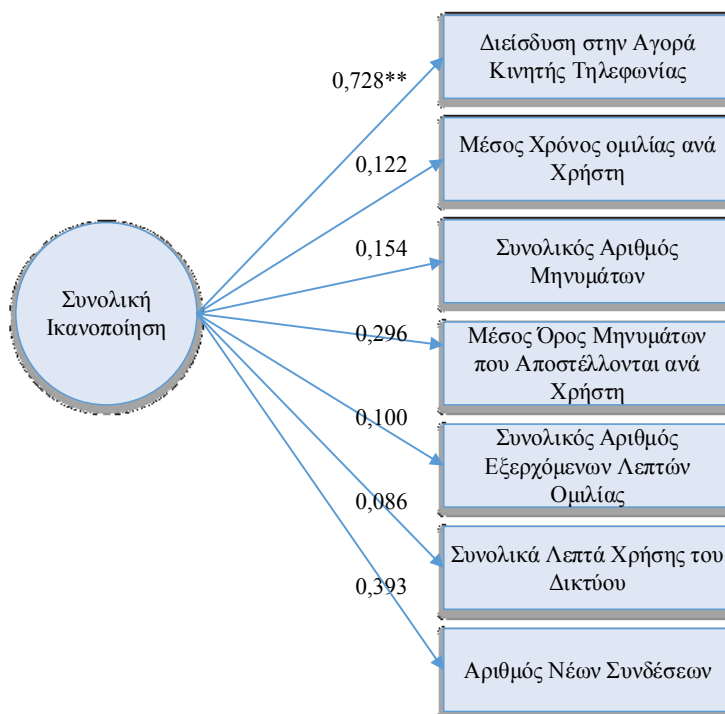 Διείσδυση στην Αγορά
Κινητής Τηλεφωνίας
0,728**
Μέσος Χρόνος ομιλίας ανά
Χρήστη
0,122
Συνολικός Αριθμός
Μηνυμάτων
0,154
Συνολική
Ικανοποίηση
Μέσος Όρος Μηνυμάτων
που Αποστέλλονται ανά
Χρήστη
0,296
Συνολικός Αριθμός
Εξερχόμενων Λεπτών
Ομιλίας
0,100
Συνολικά Λεπτά Χρήσης του
Δικτύου
0,086
Αριθμός Νέων Συνδέσεων
0,393